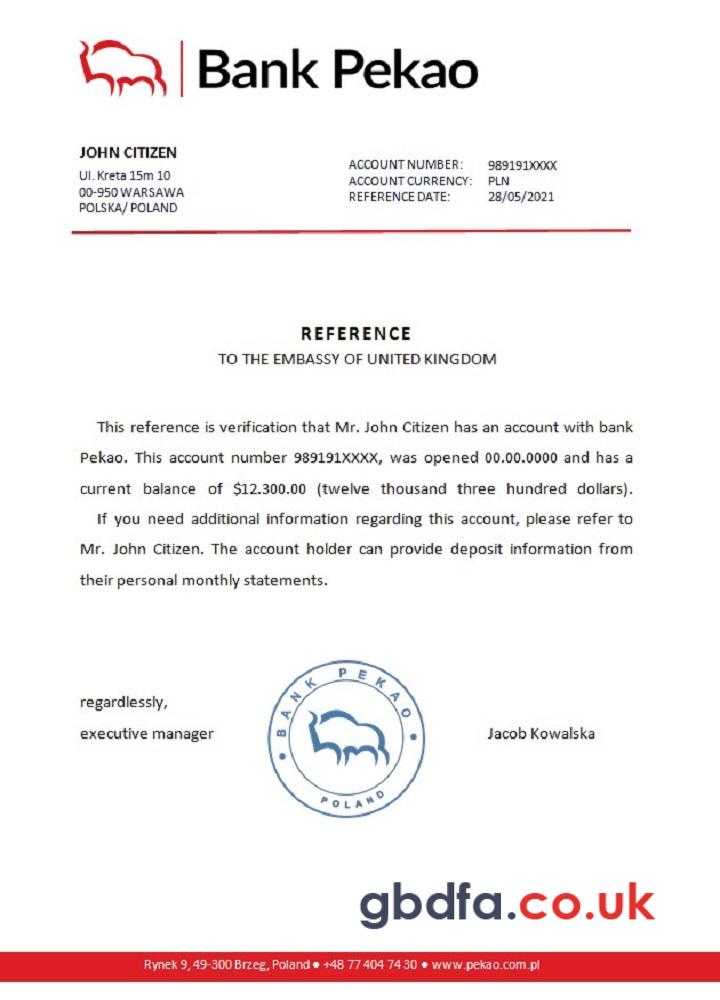 Bank Pekao
JOHN CITIZEN
Ul. Kreta 15m 10
00-950 WARSAWA
POLSKA/ POLAND
ACCOUNT NUMBER: 989191XXXX
ACCOUNT CURRENCY: PLN
REFERENCE DATE: 28/05/2021
REFERENCE
TO THE EMBASSY OF UNITED KINGDOM
This reference is verification that Mr. John Citizen has an account with bank
Pekao. This account number 989191XXXX, was opened 00.00.0000 and has a
current balance of $12.300.00 (twelve thousand three hundred dollars).
If you need additional information regarding this account, please refer to
Mr. John Citizen. The account holder can provide deposit information from
their personal monthly statements.
regardlessly,
executive manager
BANK PEKAO
POLAND
Jacob Kowalska
gbdfa.co.uk
Rynek 9, 49-300 Brzeg, Poland ● +48 77 404 74 30 ● www.pekao.com.pl